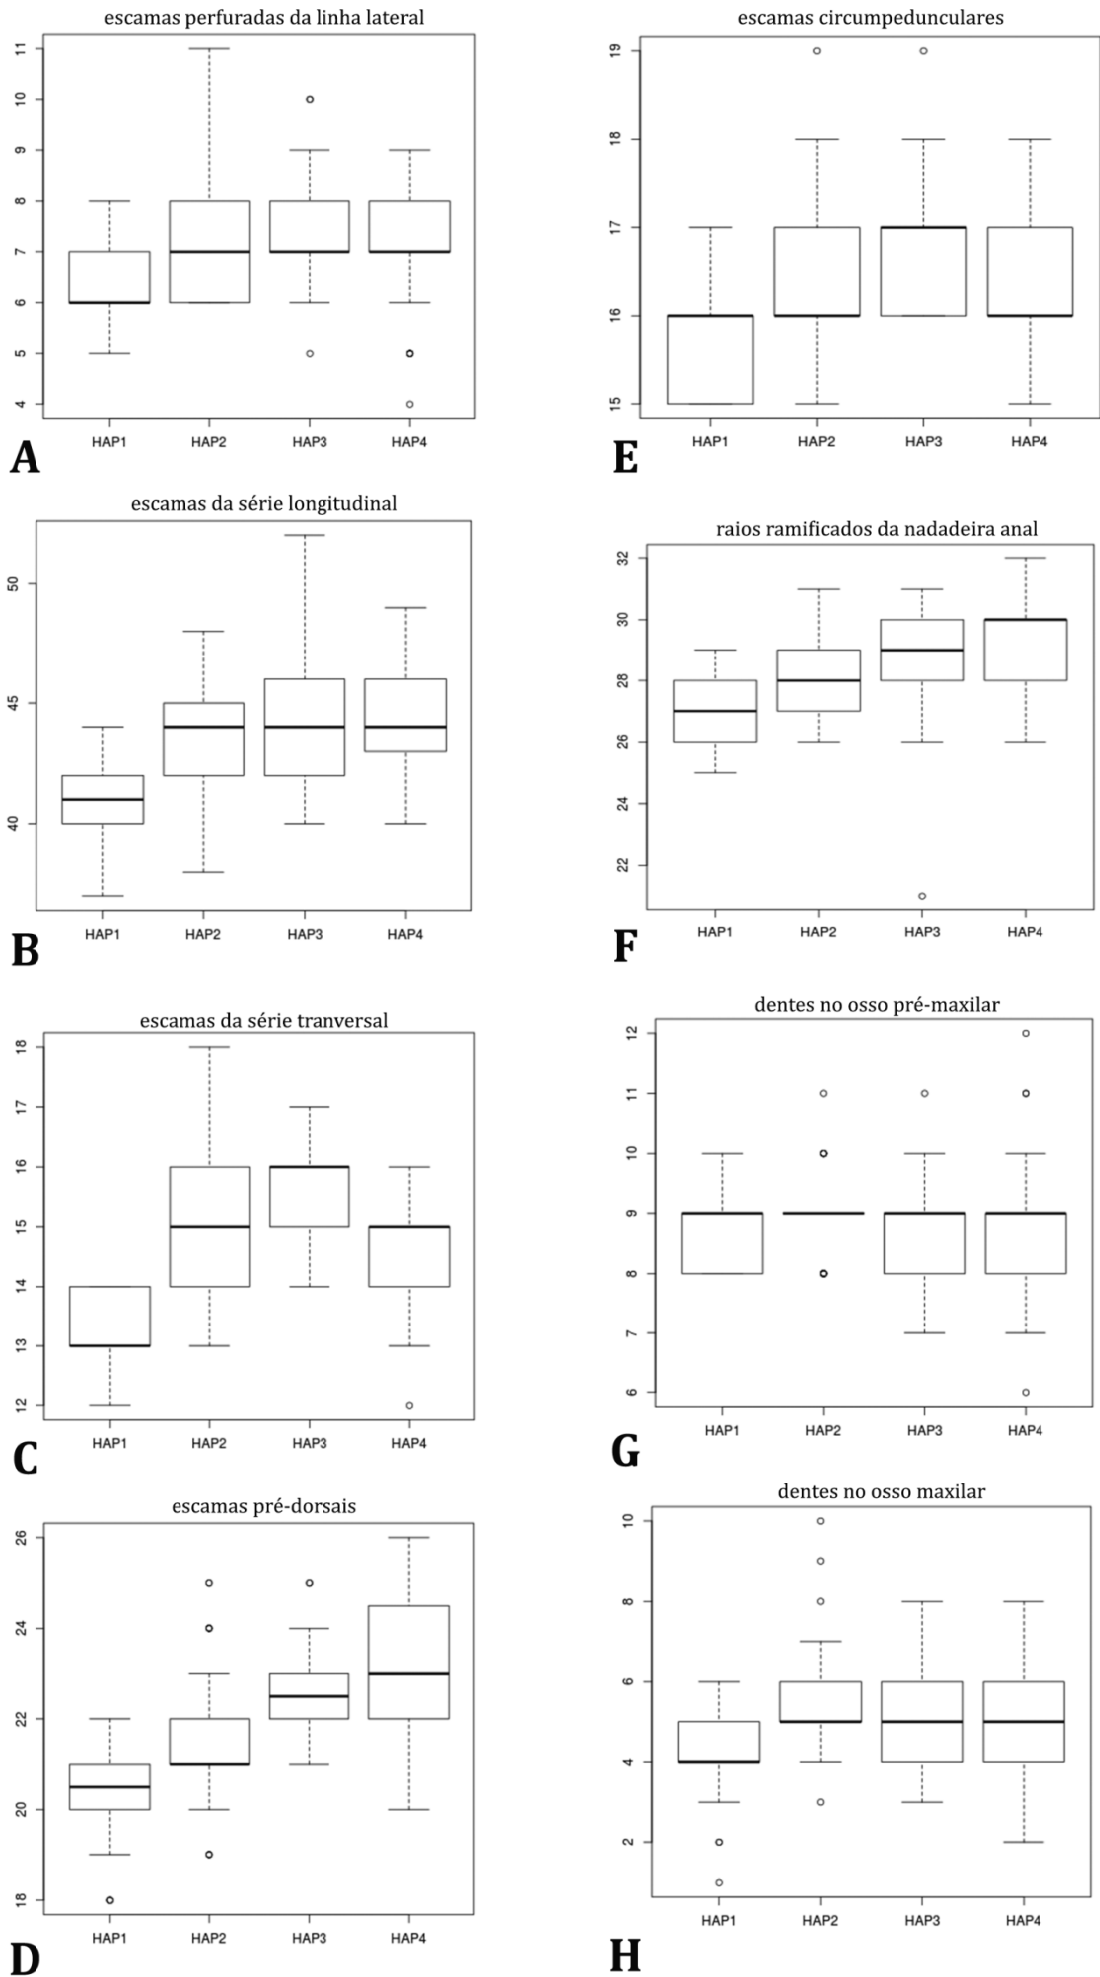 escamas perfuradas da linha lateral
11
10
9
8
7
6
5
4
HAP1 HAP2 HAP3 HAP4
A
escamas circumpedunculares
19
18
17
16
15
HAP1 HAP2 HAP3 HAP4
E
escamas da série longitudinal
50
45
40
HAP1 HAP2 HAP3 HAP4
B
raios ramificados da nadadeira anal
32
30
28
26
24
22
HAP1 HAP2 HAP3 HAP4
F
escamas da série tranversal
18
17
16
15
14
13
12
HAP1 HAP2 HAP3 HAP4
C
dentes no osso pré-maxilar
12
11
10
9
8
7
6
HAP1 HAP2 HAP3 HAP4
G
escamas pré-dorsais
26
24
22
20
18
HAP1 HAP2 HAP3 HAP4
D
dentes no osso maxilar
10
8
6
4
2
HAP1 HAP2 HAP3 HAP4
H